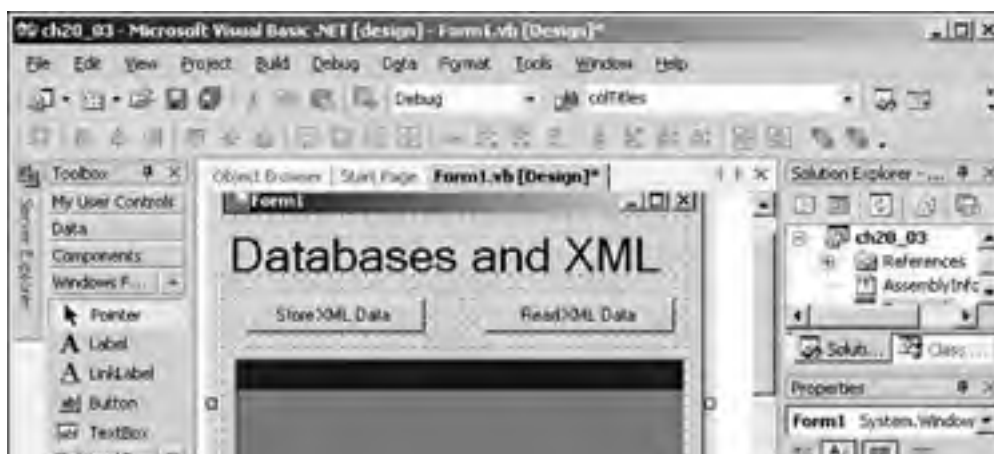 ch20_03 - Microsoft Visual Basic .NET [design] - Form1.vb [Design]*
File Edit View Project Build Debug Data Format Tools Window Help
Debug colTitles
Toolbox
Object Browser Start Page Form1.vb [Design]*
Solution Explorer - ...
Server Explorer
My User Controls
Data
Components
Windows F...
Pointer
Label
LinkLabel
Button
TextBox
Form1
Databases and XML
Store XML Data Read XML Data
ch20_03
References
AssemblyInfo
Soluti... Class ...
Properties
Form1 System.Window